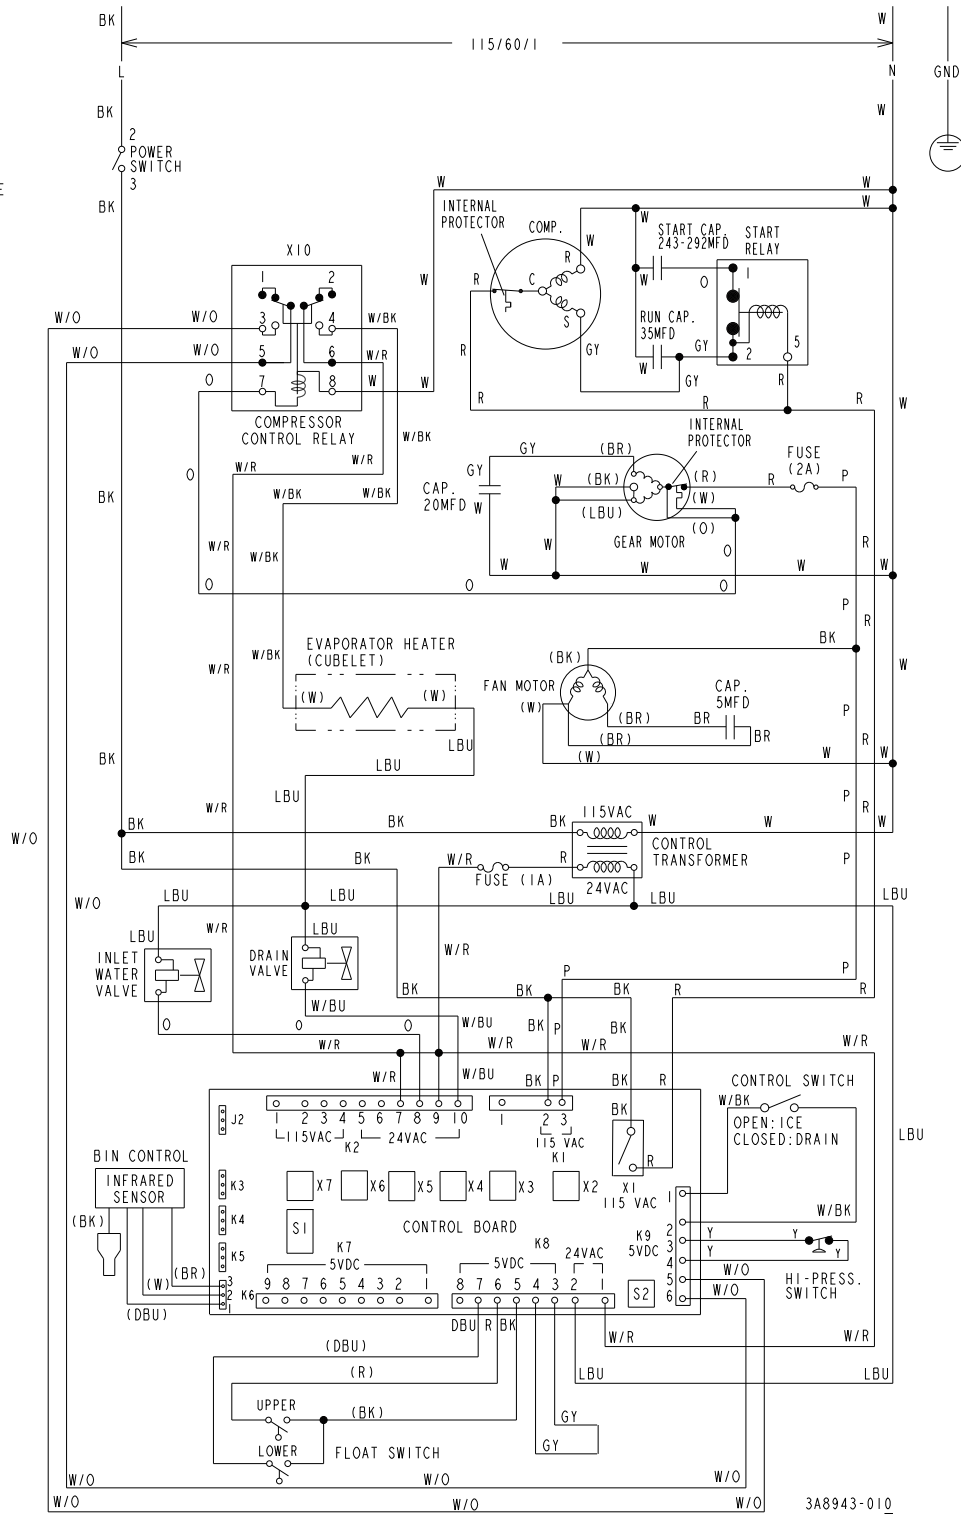 BK
W
115/60/1
L
N
GND
BK
W
2
POWER
SWITCH
3
E
BK
W
W
W
INTERNAL
PROTECTOR
COMP.
W
START CAP.
243-292MFD
START
RELAY
X10
W
R
1
2
R
C
W
O
1
W/O
W/O
3
4
W/BK
S
RUN CAP.
35MFD
W/O
W/O
5
6
W/R
R
GY
GY
2
5
O
7
8
W
W
W
GY
R
R
R
R
W
COMPRESSOR
CONTROL RELAY
W/BK
INTERNAL
PROTECTOR
GY
(BR)
FUSE
(2A)
O
W/R
W/R
GY
W
(BK)
(R)
R
P
BK
W/BK
W/BK
CAP.
20MFD
W
(W)
(LBU)
(O)
W/R
W/BK
W
GEAR MOTOR
O
R
W
W
W
W
O
O
O
P
R
BK
EVAPORATOR HEATER
(CUBELET)
W/R
W/BK
(BK)
W
(W)
(W)
FAN MOTOR
CAP.
5MFD
(W)
(BR)
BR
P
(BR)
BR
LBU
R
(W)
W
W
BK
LBU
LBU
P
W/R
115VAC
R
W/O
BK
BK
BK
W
W
W
CONTROL
TRANSFORMER
BK
BK
W/R
R
P
FUSE (1A)
24VAC
LBU
LBU
LBU
LBU
LBU
W/O
W/R
LBU
LBU
INLET
WATER
VALVE
DRAIN
VALVE
W/R
P
P
BK
BK
BK
R
R
W/BU
O
O
O
W/BU
BK
P
BK
W/R
W/R
W/R
W/R
W/R
W/BU
BK
P
BK
R
CONTROL SWITCH
W/BK
J2
1
2
3
4
5
6
7
8
9
10
115VAC
24VAC
K2
1
2
3
115 VAC
K1
BK
OPEN:ICE
CLOSED:DRAIN
LBU
R
BIN CONTROL
INFRARED
SENSOR
K3
X7
X6
X5
X4
X3
X2
X1
115 VAC
1
W/BK
(BK)
K4
S1
CONTROL BOARD
K9
5VDC
2
3
4
5
6
Y
Y
Y
Y
K5
K7
5VDC
K8
5VDC
24VAC
W/O
W/O
HI-PRESS.
SWITCH
(BR)
(W)
(DBU)
3
2
1
K6
9
8
7
6
5
4
3
2
1
8
7
6
5
4
3
2
1
S2
DBU
R
BK
W/R
W/R
(DBU)
(R)
LBU
LBU
UPPER
(BK)
GY
LOWER
FLOAT SWITCH
GY
W/O
W/O
W/O
W/O
W/O
W/O
3A8943-010